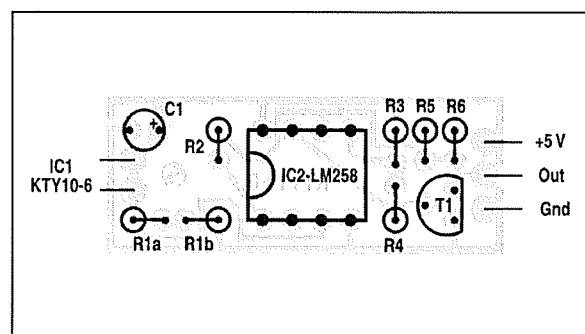 C1
R3 R5 R6
R2
+5 V
IC1
KTY10-6
IC2-LM258
Out
T1
Gnd
R1a R1b
R4